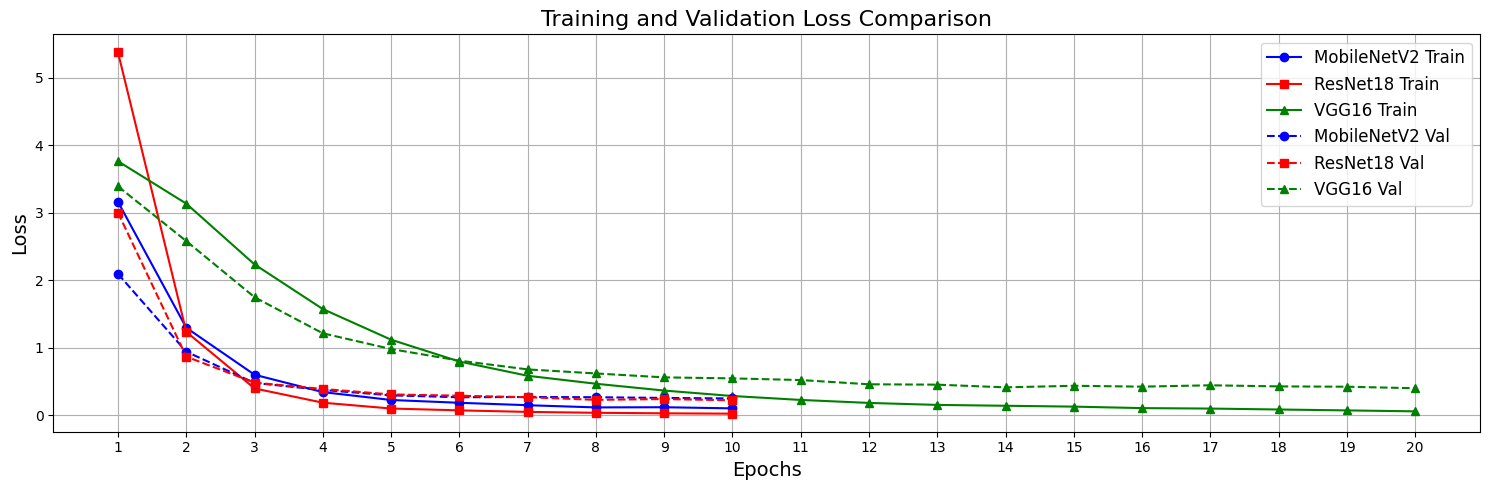 Training and Validation Loss Comparison
MobileNetV2 Train
ResNet18 Train
VGG16 Train
MobileNetV2 Val
ResNet18 Val
VGG16 Val
Loss
5
4
3
2
1
0
1 2 3 4 5 6 7 8 9 10 11 12 13 14 15 16 17 18 19 20
Epochs